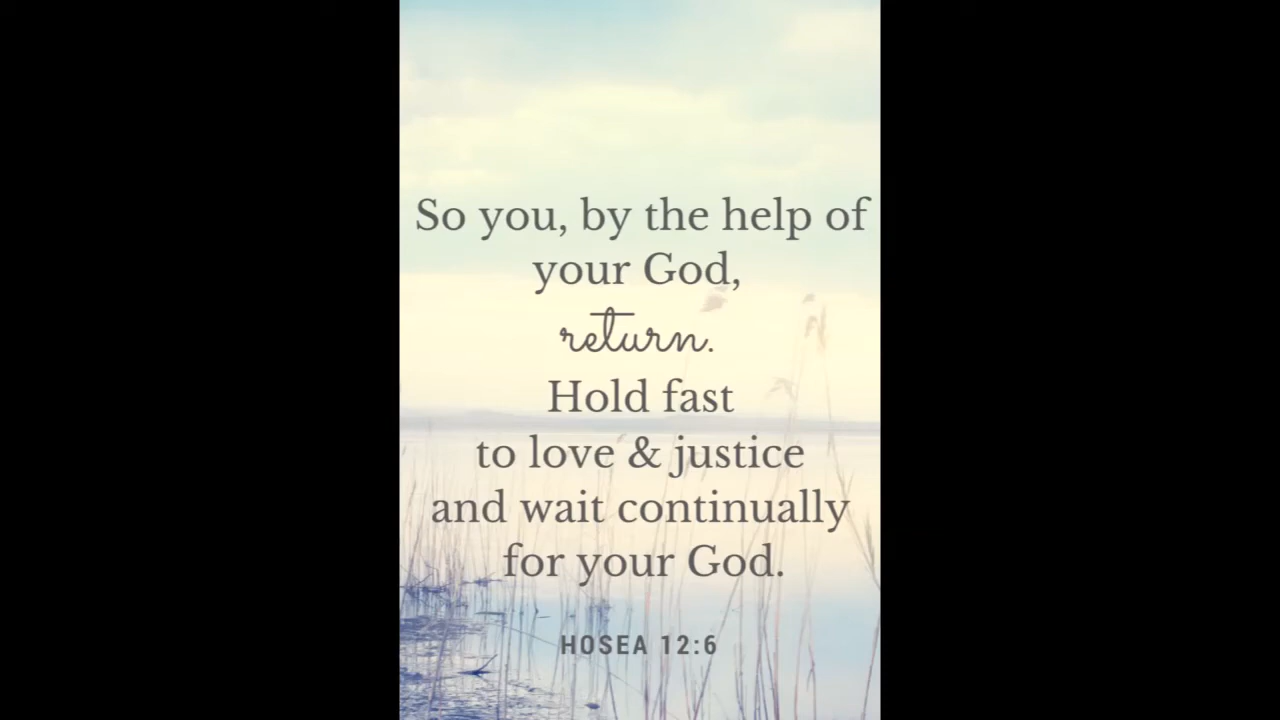 So you, by the help of
your God,
return.
Hold fast
to love & justice
and wait continually
for your God.
HOSEA 12:6